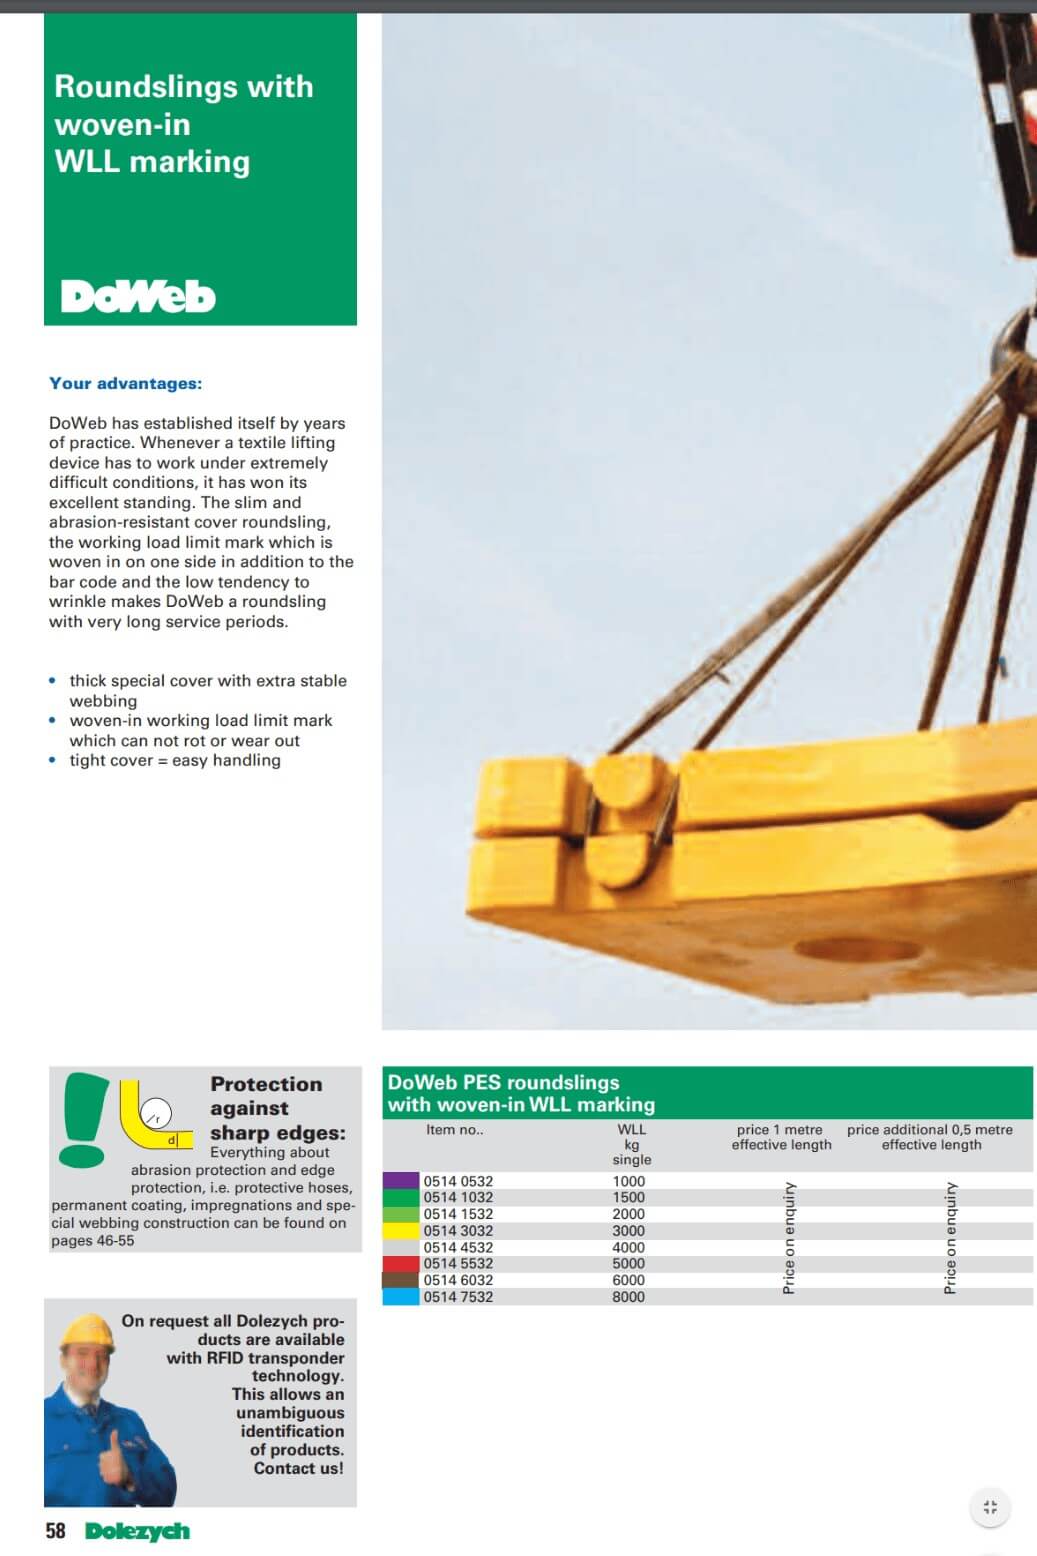 Roundslings with
woven-in
WLL marking
DoWeb
Your advantages:
DoWeb has established itself by years
of practice. Whenever a textile lifting
device has to work under extremely
difficult conditions, it has won its
excellent standing. The slim and
abrasion-resistant cover roundsling,
the working load limit mark which is
woven in on one side in addition to the
bar code and the low tendency to
wrinkle makes DoWeb a roundsling
with very long service periods.
• thick special cover with extra stable
webbing
• woven-in working load limit mark
which can not rot or wear out
• tight cover = easy handling
r
d
Protection
against
sharp edges:
Everything about
abrasion protection and edge
protection, i.e. protective hoses,
permanent coating, impregnations and spe-
cial webbing construction can be found on
pages 46-55
On request all Dolezych pro-
ducts are available
with RFID transponder
technology.
This allows an
unambiguous
identification
of products.
Contact us!
DoWeb PES roundslings
with woven-in WLL marking
Item no.. WLL kg single price 1 metre effective length price additional 0,5 metre effective length
0514 0532 1000
0514 1032 1500
0514 1532 2000
0514 3032 3000
0514 4532 4000
0514 5532 5000
0514 6032 6000
0514 7532 8000
Price on enquiry
Price on enquiry
58 Dolezych